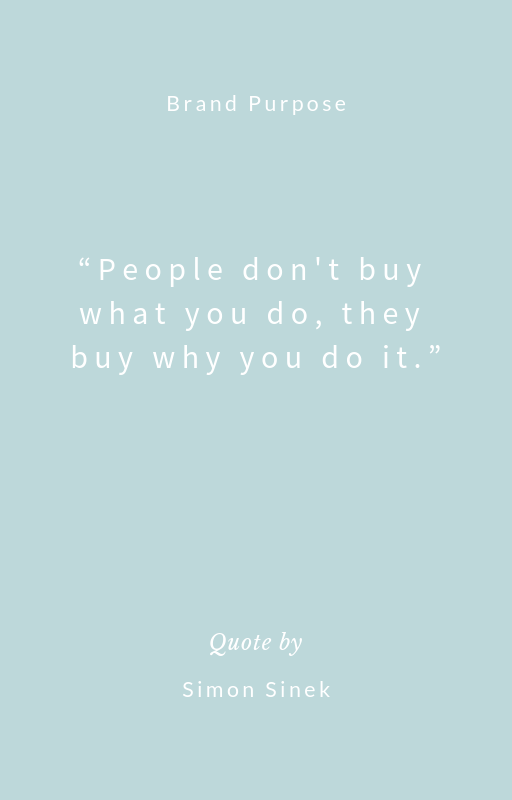 Brand Purpose
“People don't buy
what you do, they
buy why you do it.”
Quote by
Simon Sinek